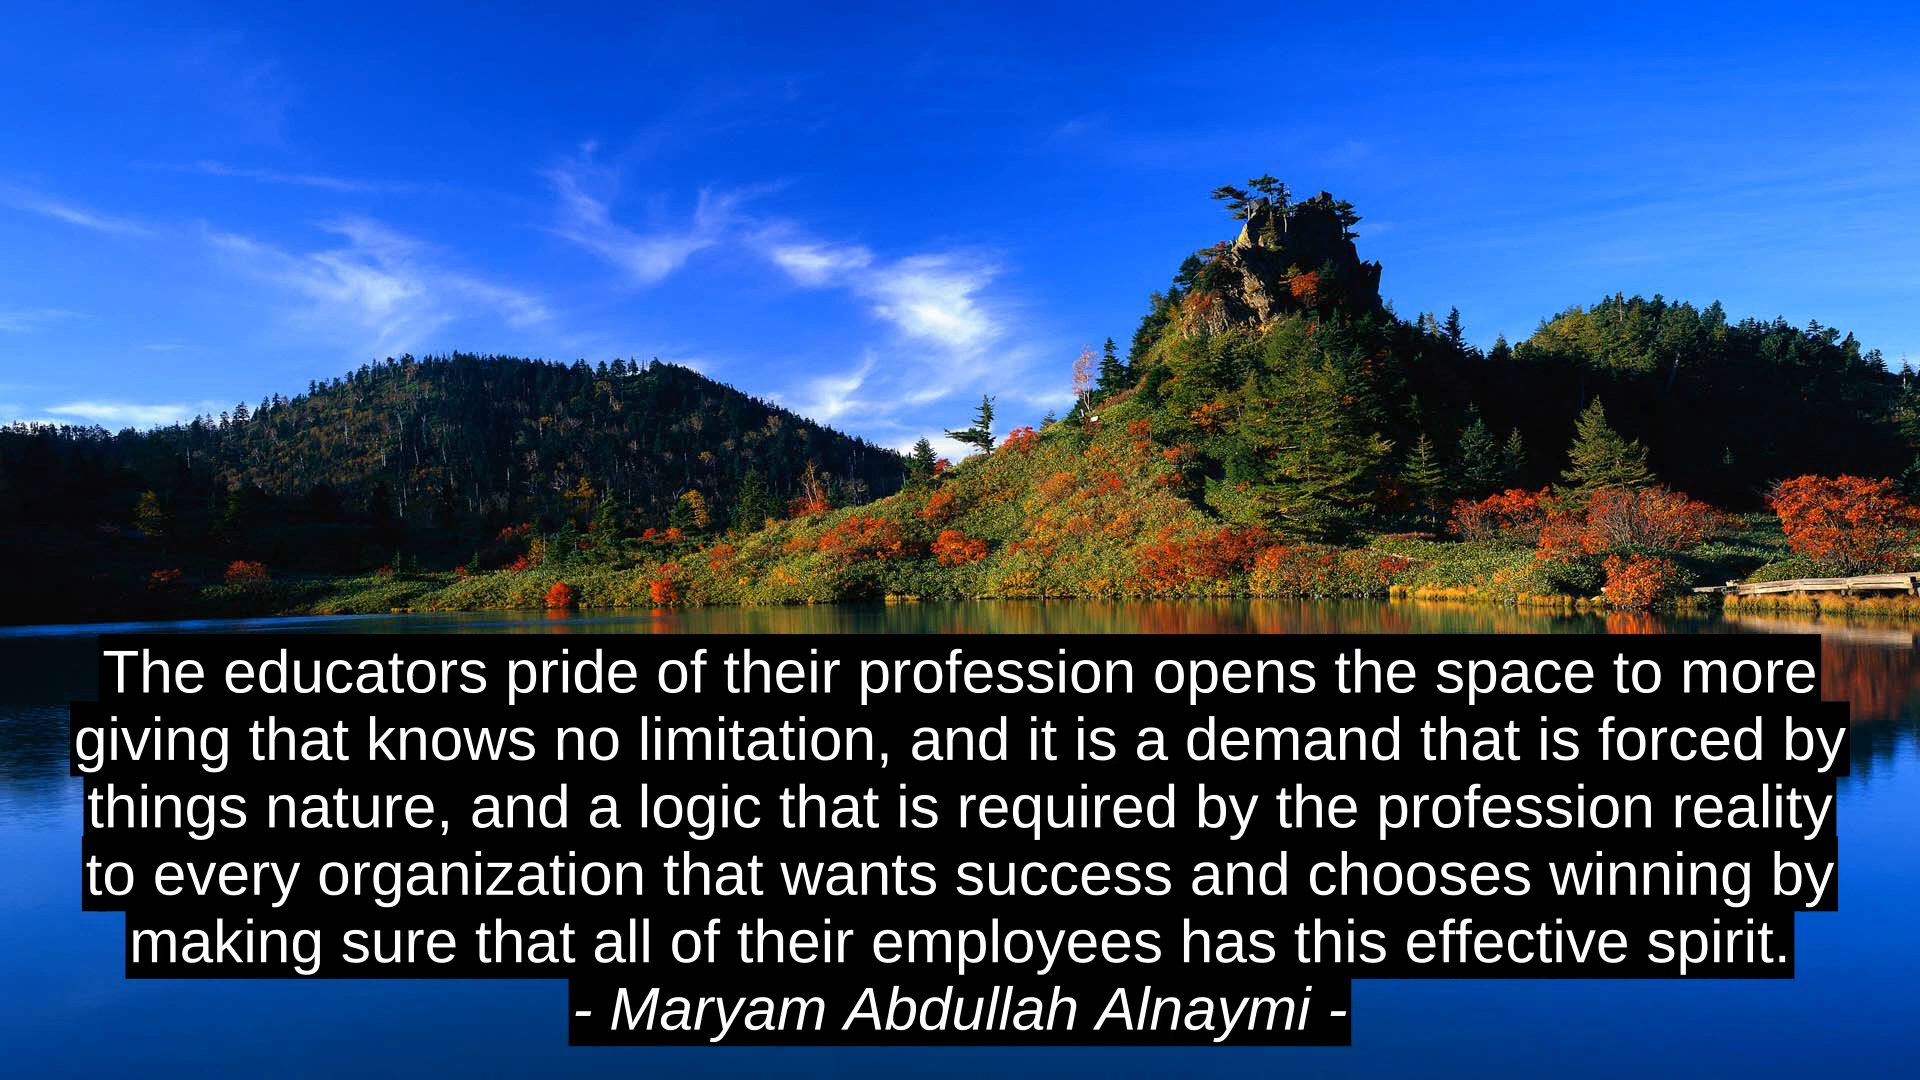 The educators pride of their profession opens the space to more
giving that knows no limitation, and it is a demand that is forced by
things nature, and a logic that is required by the profession reality
to every organization that wants success and chooses winning by
making sure that all of their employees has this effective spirit.
- Maryam Abdullah Alnaymi -